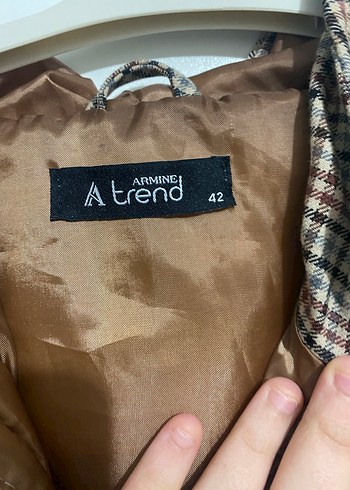 ARMINE
A trend
42